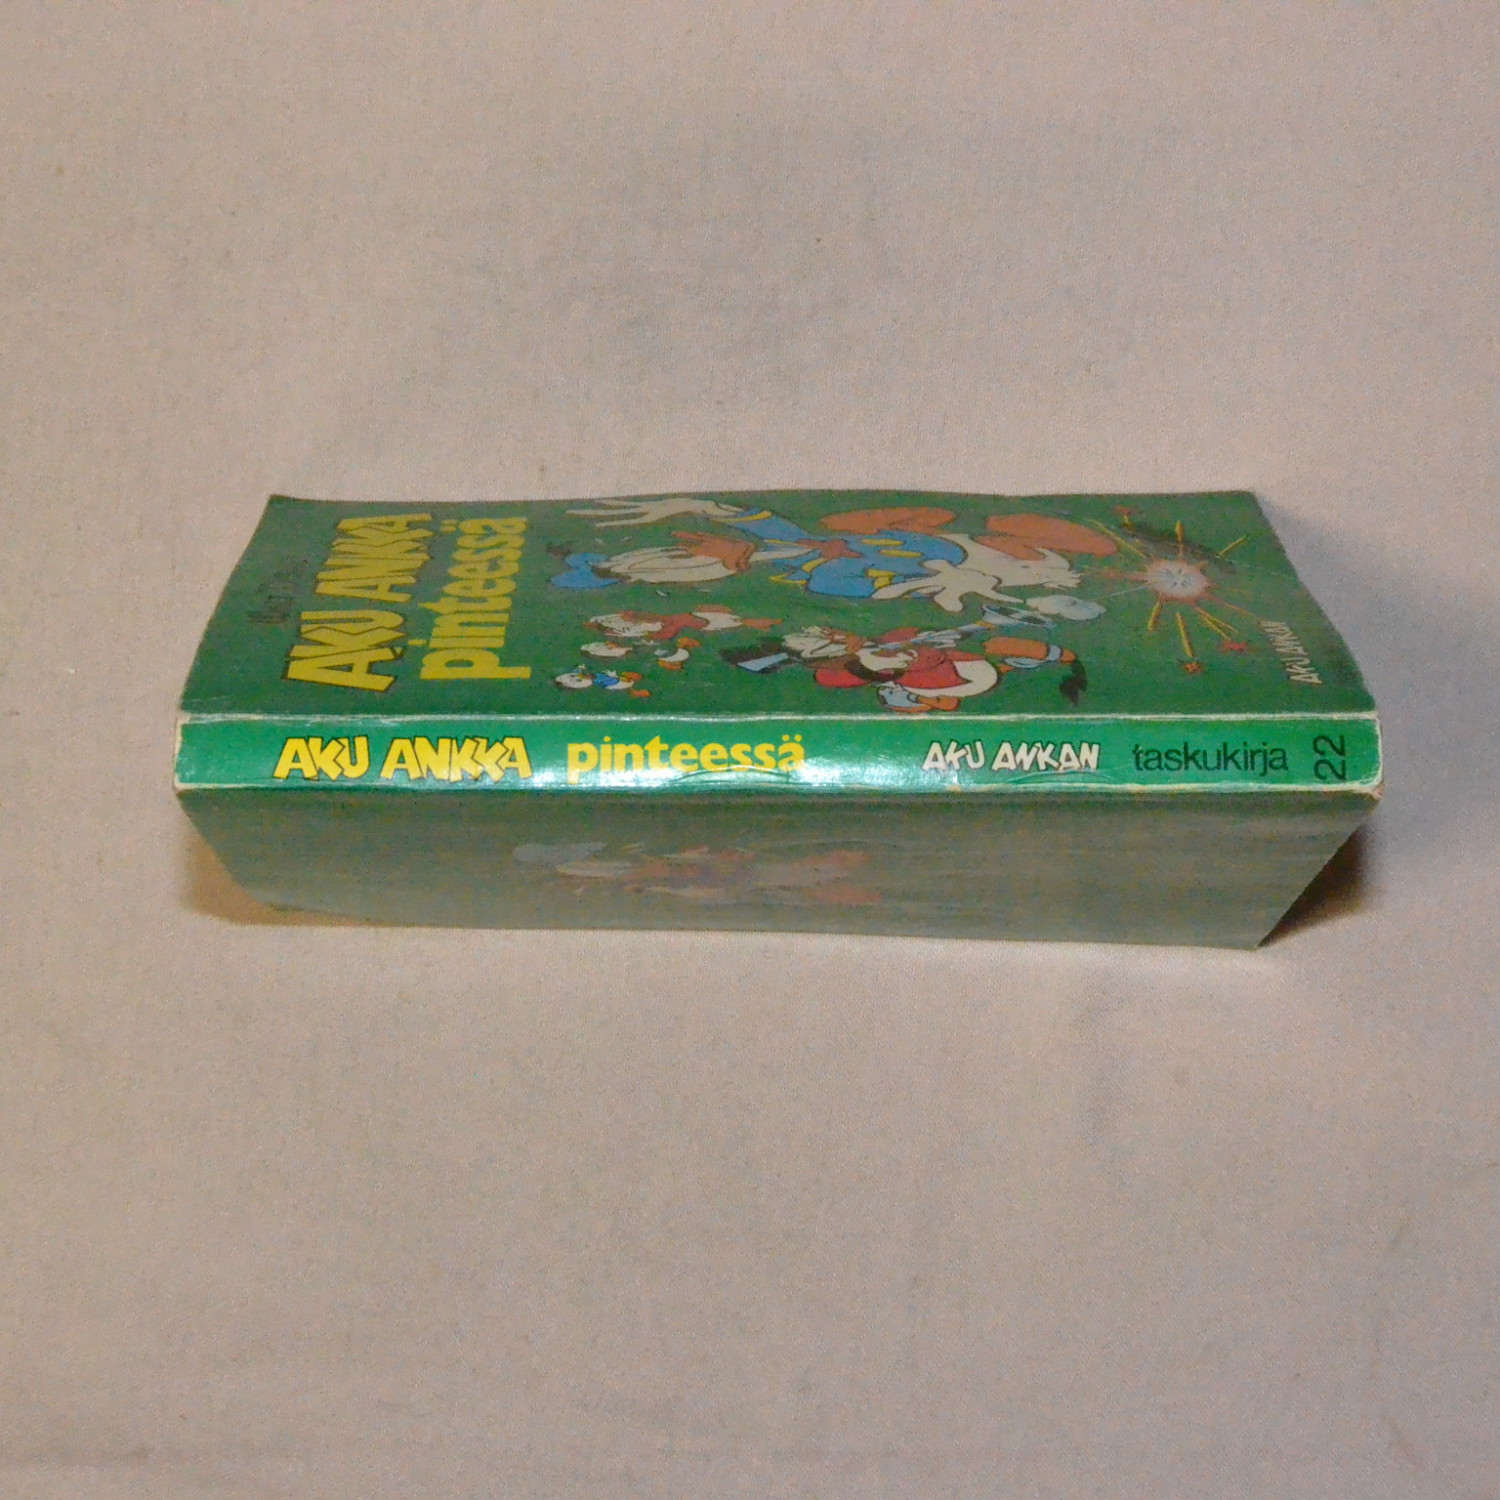 AKU ANKKA
pinteessä
AKU ANKAN
AKU ANKKA pinteessä AKU ANKAN taskukirja 22